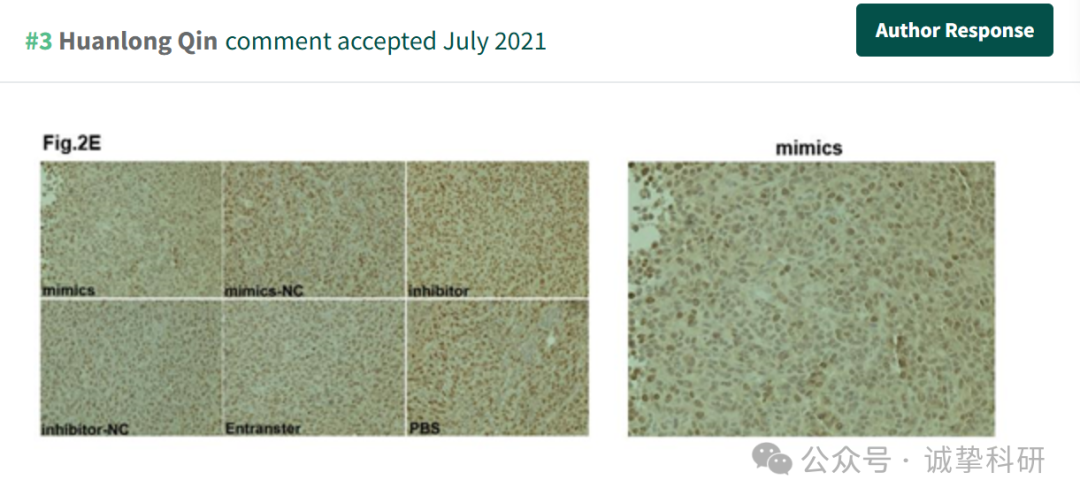 #3 Huanlong Qin comment accepted July 2021
Author Response
Fig.2E
mimics
mimics
mimics-NC
inhibitor
inhibitor-NC
Entranster
PBS
公众号 · 诚挚科研